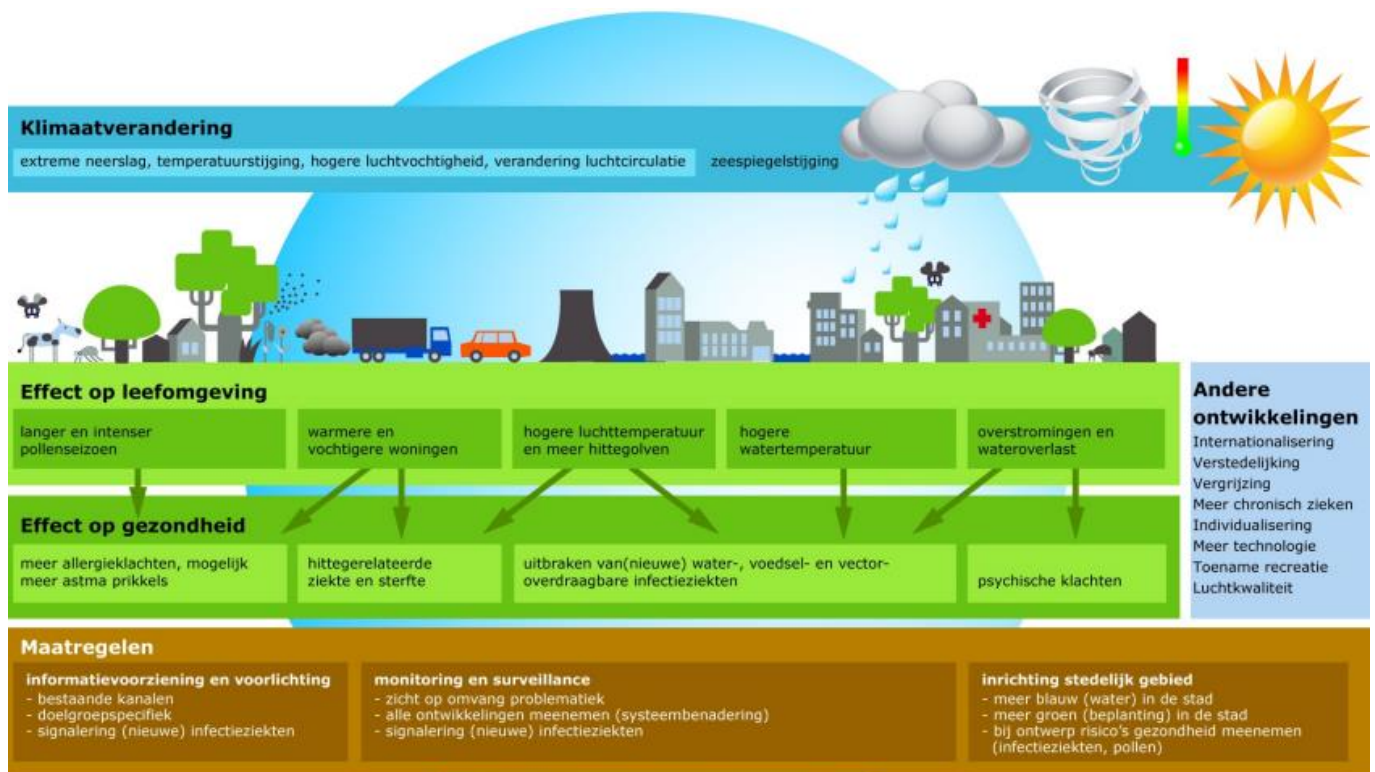 Klimaatverandering
extreme neerslag, temperatuurstijging, hogere luchtvochtigheid, verandering luchtcirculatie zeespiegelstijging
Effect op leefomgeving
langer en intenser
pollenseizoen
warmere en
vochtigere woningen
hogere luchttemperatuur
en meer hittegolven
hogere
watertemperatuur
overstromingen en
wateroverlast
Effect op gezondheid
meer allergieklachten, mogelijk
meer astma prikkels
hittegerelateerde
ziekte en sterfte
uitbraken van(nieuwe) water-, voedsel- en vector-
overdraagbare infectieziekten
psychische klachten
Andere
ontwikkelingen
Internationalisering
Verstedelijking
Vergrijzing
Meer chronisch zieken
Individualisering
Meer technologie
Toename recreatie
Luchtkwaliteit
Maatregelen
informatievoorziening en voorlichting
- bestaande kanalen
- doelgroepspecifiek
- signalering (nieuwe) infectieziekten
monitoring en surveillance
- zicht op omvang problematiek
- alle ontwikkelingen meenemen (systeembenadering)
- signalering (nieuwe) infectieziekten
inrichting stedelijk gebied
- meer blauw (water) in de stad
- meer groen (beplanting) in de stad
- bij ontwerp risico's gezondheid meenemen
(infectieziekten, pollen)